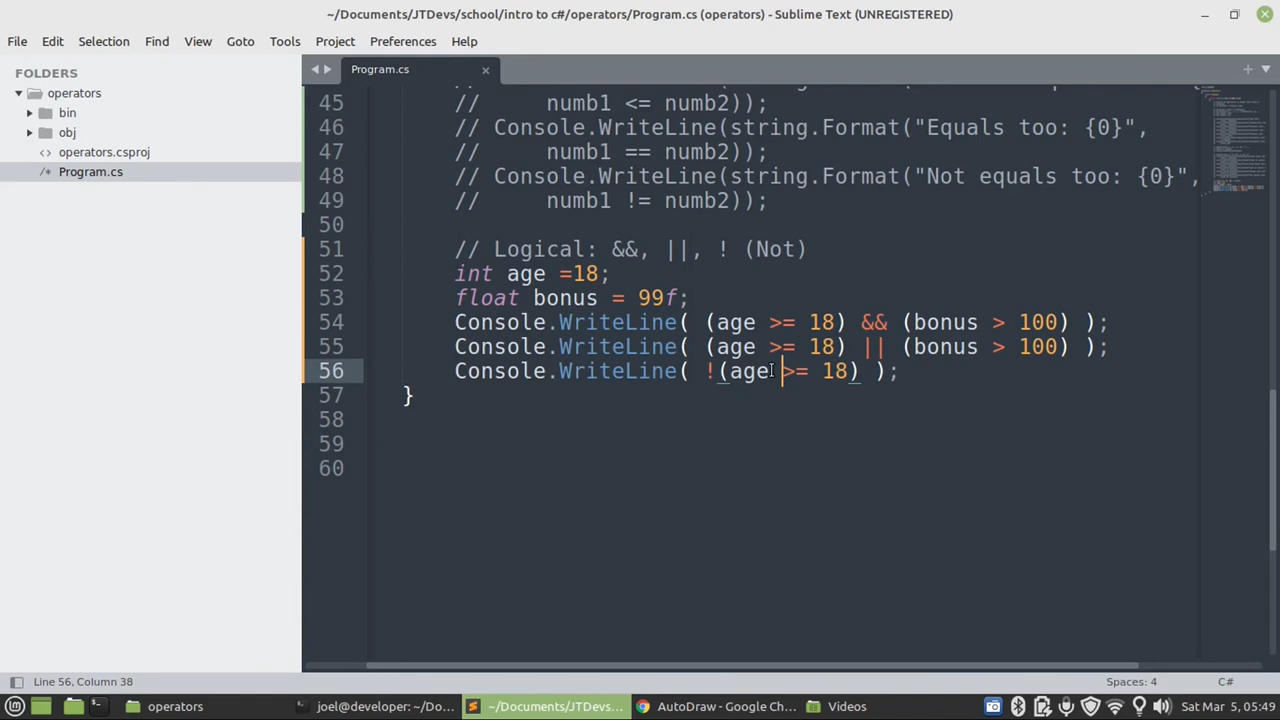 ~/Documents/JTDevs/school/intro to c#/operators/Program.cs (operators) - Sublime Text (UNREGISTERED)
File Edit Selection Find View Goto Tools Project Preferences Help
FOLDERS
operators
bin
obj
<> operators.csproj
/* Program.cs
Program.cs
45 // numb1 <= numb2));
46 // Console.WriteLine(string.Format("Equals too: {0}",
47 // numb1 == numb2));
48 // Console.WriteLine(string.Format("Not equals too: {0}",
49 // numb1 != numb2));
50
51 // Logical: &&, ||, ! (Not)
52 int age =18;
53 float bonus = 99f;
54 Console.WriteLine( (age >= 18) && (bonus > 100) );
55 Console.WriteLine( (age >= 18) || (bonus > 100) );
56 Console.WriteLine( !(age >= 18) );
57 }
58
59
60
Line 56, Column 38 Spaces: 4 C#
operators joel@developer: ~/Do... ~/Documents/JTDevs... AutoDraw - Google Ch... Videos Sat Mar 5, 05:49